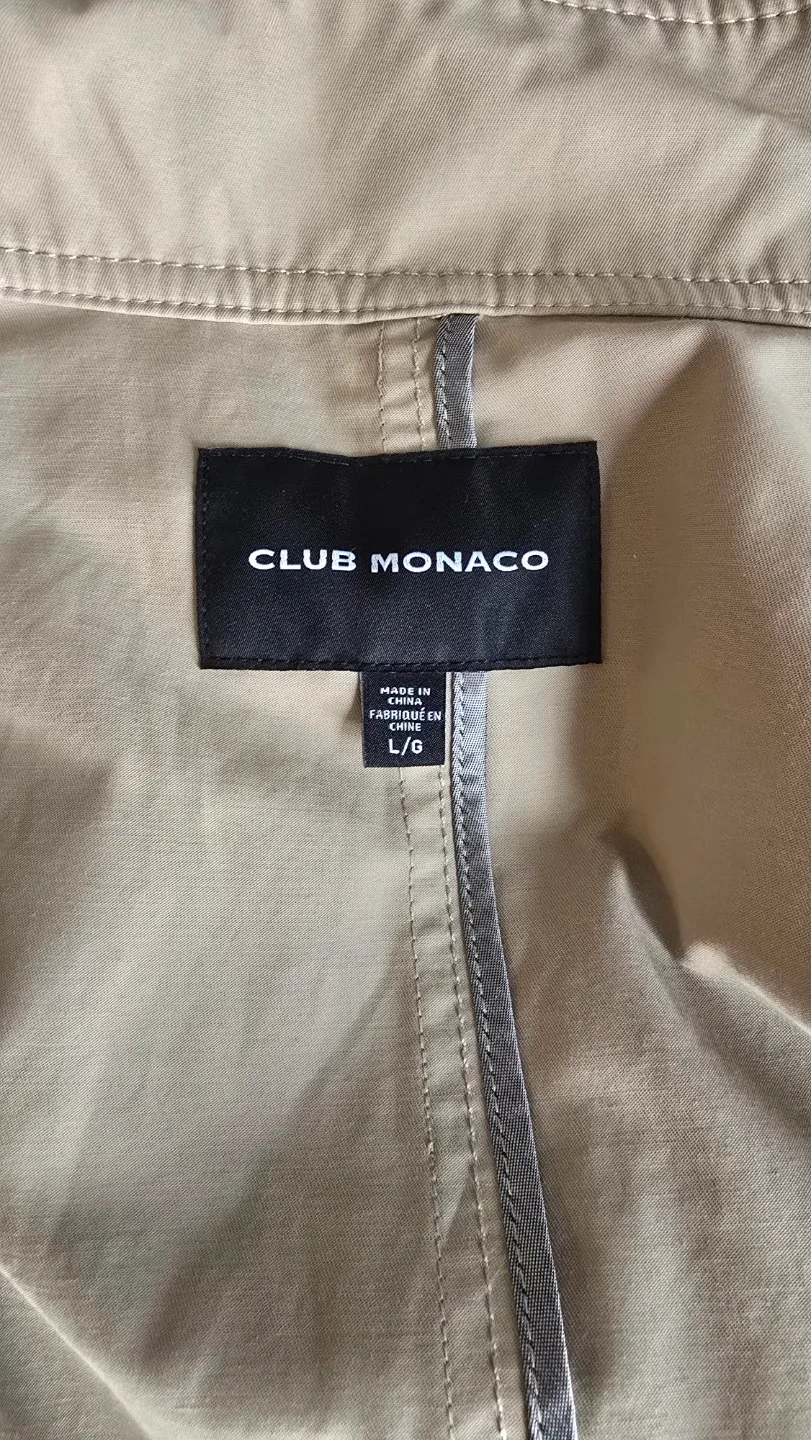 CLUB MONACO
MADE IN
CHINA
FABRIQUÉ EN
CHINE
L/G